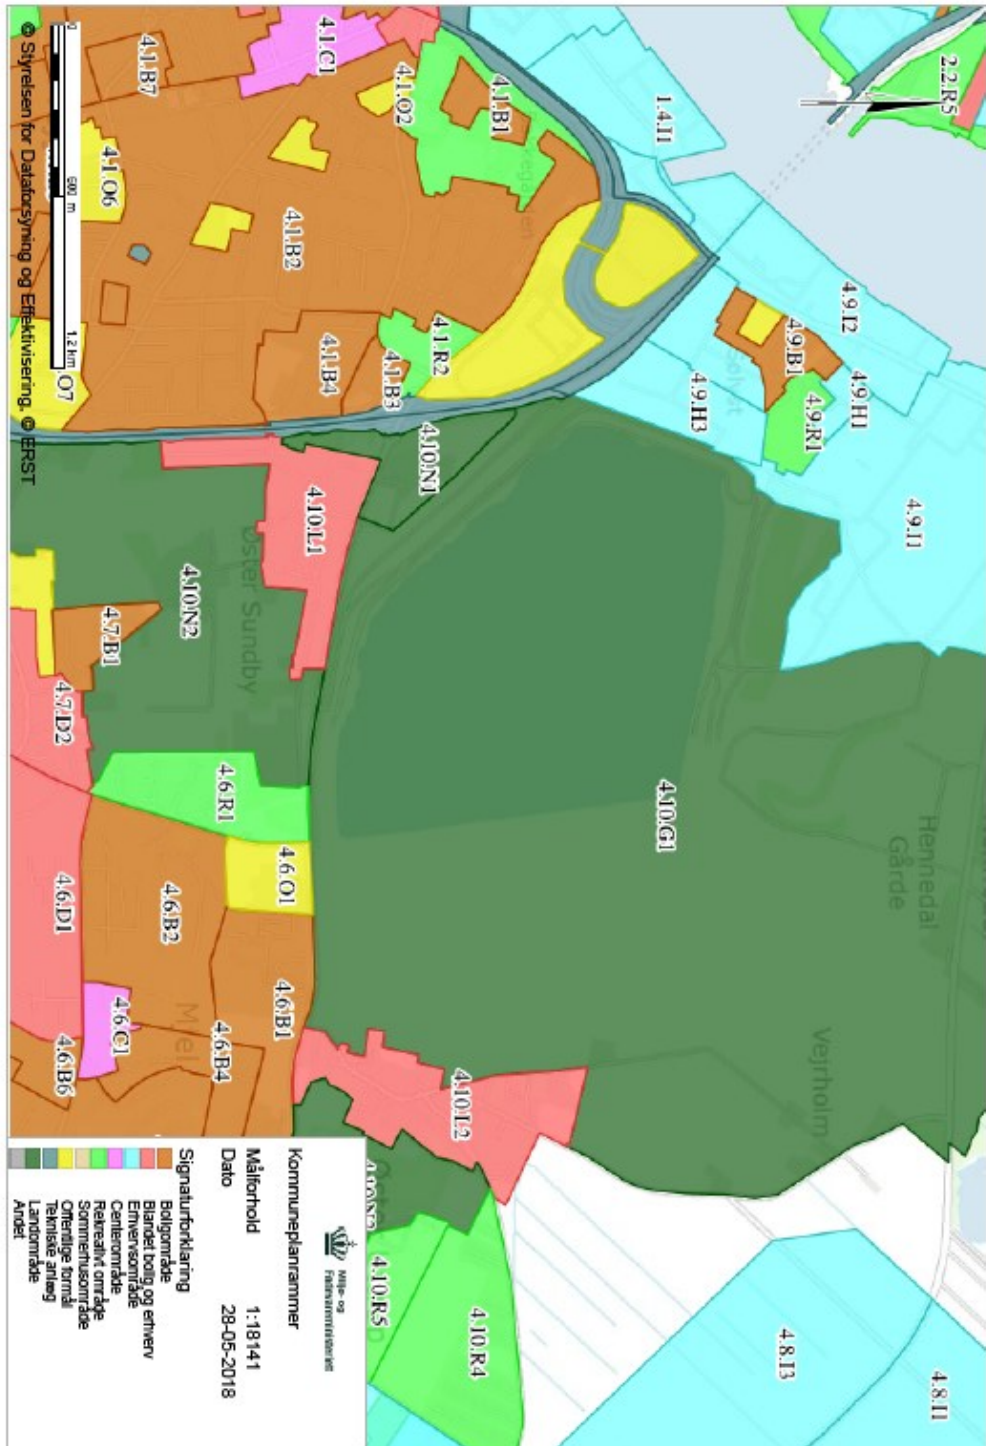 2.2.R5
1.4.I1
4.1.C1
4.1.O2
4.1.B1
4.1.B7
4.1.O6
4.1.B2
4.1.R2
4.1.B3
4.1.B4
O7
4.9.I2
4.9.B1
4.9.H1
4.9.R1
4.9.H3
4.9.I1
4.10.N1
4.10.L1
Øster Sundby
4.10.N2
4.7.B1
4.7.D2
4.6.R1
4.10.G1
Hennedal
Gårde
4.6.O1
4.6.D1
4.6.B2
4.6.B1
4.6.C1
4.6.B4
4.6.B6
Vejrholm
4.10.L2
4.10.R5
4.10.R4
4.8.I3
4.8.I1
0
600 m
1.2 km
© Styrelsen for Dataforsyning og Effektivisering, © ERST
Miljø- og
Fødevareministeriet
Kommuneplanrammer
Målforhold 1:18141
Dato 28-05-2018
Signaturforklaring
Boligområde
Blandet bolig og erhverv
Erhvervsområde
Centerområde
Rekreativt område
Sommerhusområde
Offentlige formål
Tekniske anlæg
Landområde
Andet